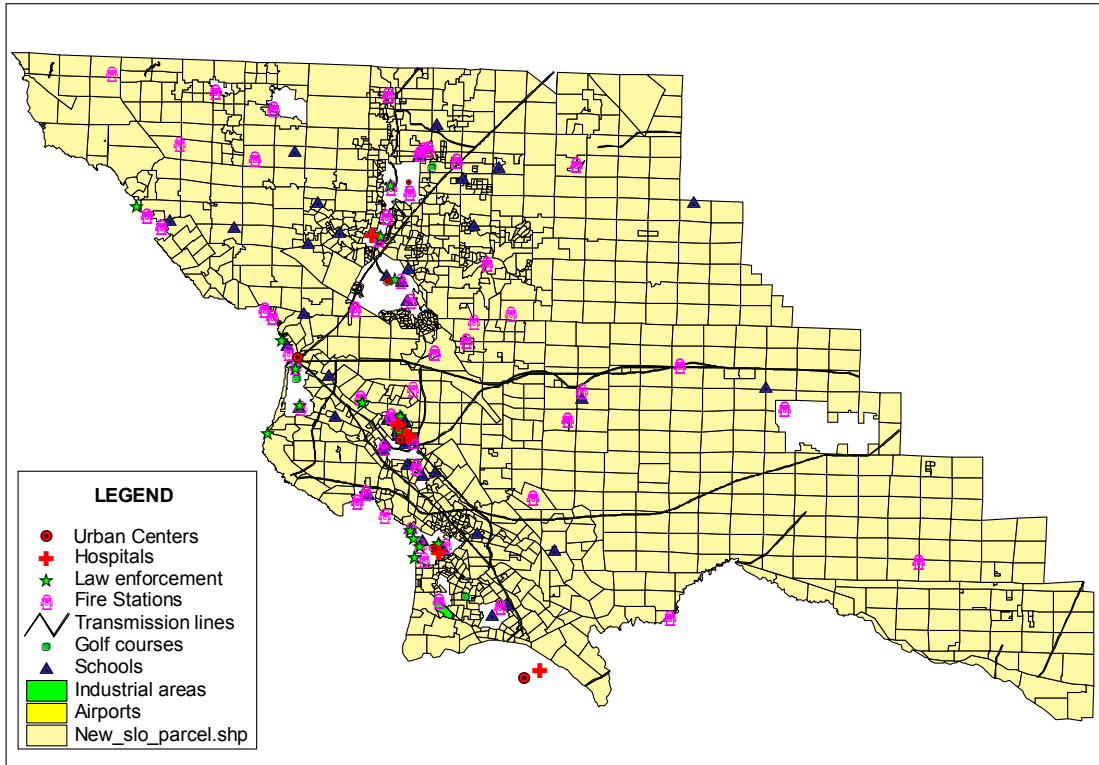 LEGEND
Urban Centers
Hospitals
Law enforcement
Fire Stations
Transmission lines
Golf courses
Schools
Industrial areas
Airports
New_slo_parcel.shp